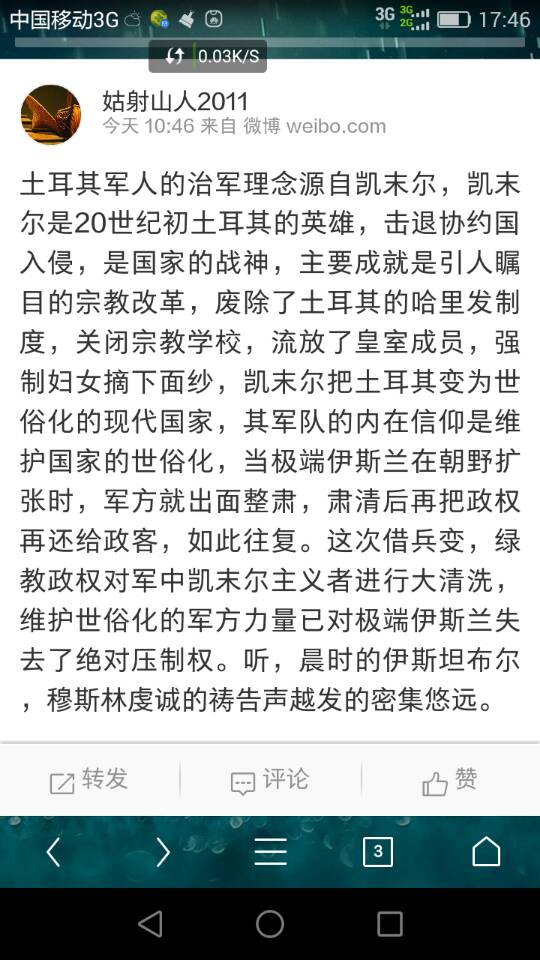 中国移动3G
3G
3G
2G
17:46
0.03K/S
姑射山人2011
今天 10:46 来自 微博 weibo.com
土耳其军人的治军理念源自凯末尔，凯末
尔是20世纪初土耳其的英雄，击退协约国
入侵，是国家的战神，主要成就是引人瞩
目的宗教改革，废除了土耳其的哈里发制
度，关闭宗教学校，流放了皇室成员，强
制妇女摘下面纱，凯末尔把土耳其变为世
俗化的现代国家，其军队的内在信仰是维
护国家的世俗化，当极端伊斯兰在朝野扩
张时，军方就出面整肃，肃清后再把政权
再还给政客，如此往复。这次借兵变，绿
教政权对军中凯末尔主义者进行大清洗，
维护世俗化的军方力量已对极端伊斯兰失
去了绝对压制权。听，晨时的伊斯坦布尔
，穆斯林虔诚的祷告声越发的密集悠远。
转发
评论
赞
3